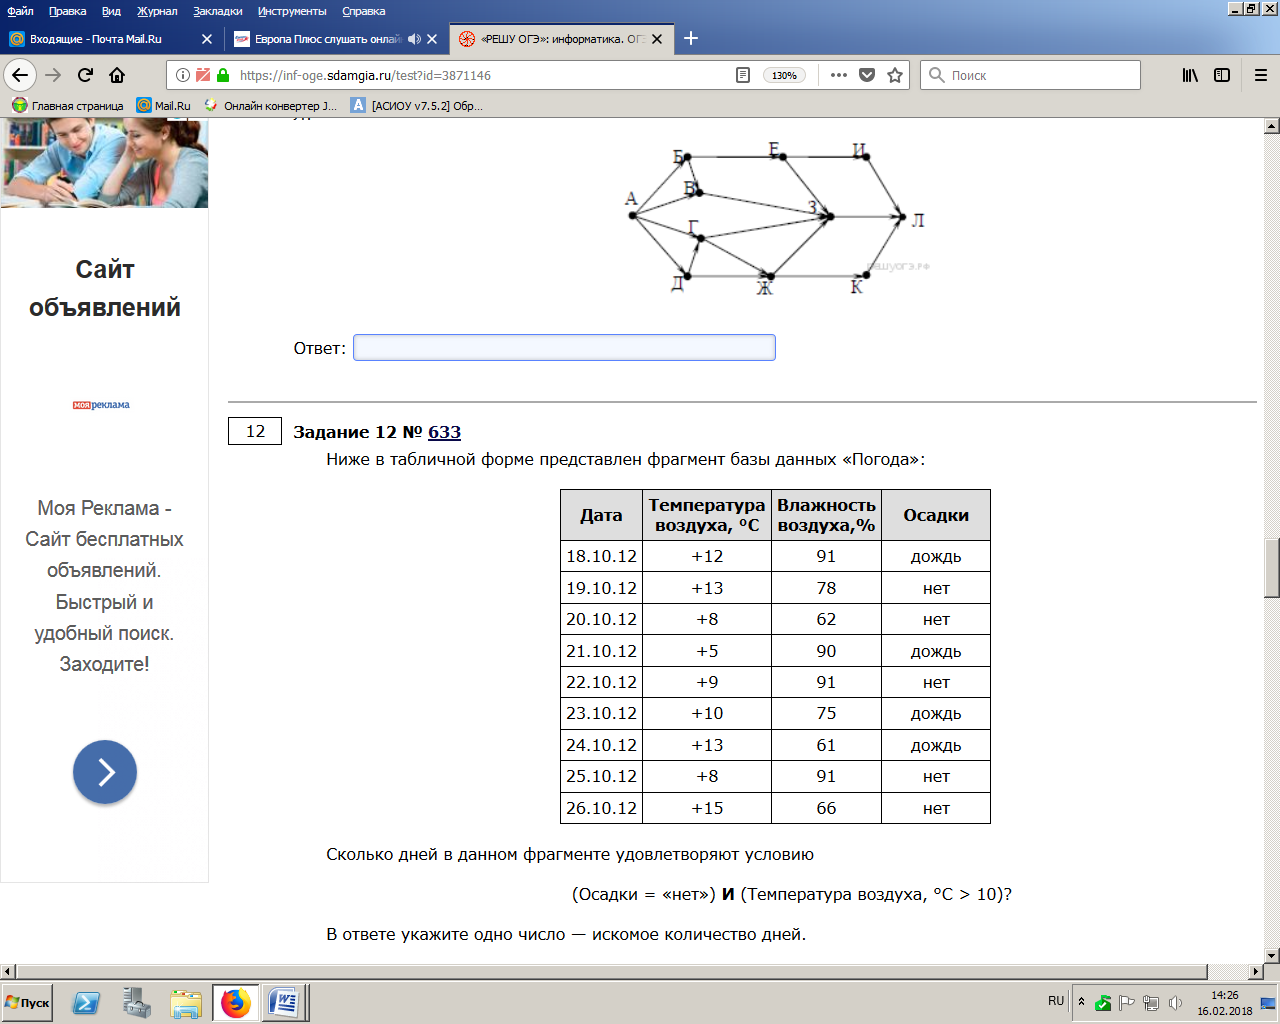 Файл Правка Вид Журнал Закладки Инструменты Справка
Входящие - Почта Mail.Ru
Европа Плюс слушать онлай
«РЕШУ ОГЭ»: информатика. ОГЭ
https://inf-oge.sdamgia.ru/test?id=3871146
130%
Поиск
Главная страница
Mail.Ru
Онлайн конвертер J...
[АСИОУ v7.5.2] Обр...
Б Е И
В
А З Л
Г
Д Ж К
РЕШУОГЭ.РФ
Ответ:
Сайт
объявлений
МОЯ РЕКЛАМА
Моя Реклама -
Сайт бесплатных
объявлений.
Быстрый и
удобный поиск.
Заходите!
12 Задание 12 № 633
Ниже в табличной форме представлен фрагмент базы данных «Погода»:
Дата Температура воздуха, °C Влажность воздуха,% Осадки
18.10.12 +12 91 дождь
19.10.12 +13 78 нет
20.10.12 +8 62 нет
21.10.12 +5 90 дождь
22.10.12 +9 91 нет
23.10.12 +10 75 дождь
24.10.12 +13 61 дождь
25.10.12 +8 91 нет
26.10.12 +15 66 нет
Сколько дней в данном фрагменте удовлетворяют условию
(Осадки = «нет») И (Температура воздуха, °C > 10)?
В ответе укажите одно число — искомое количество дней.
Пуск
RU
14:26
16.02.2018